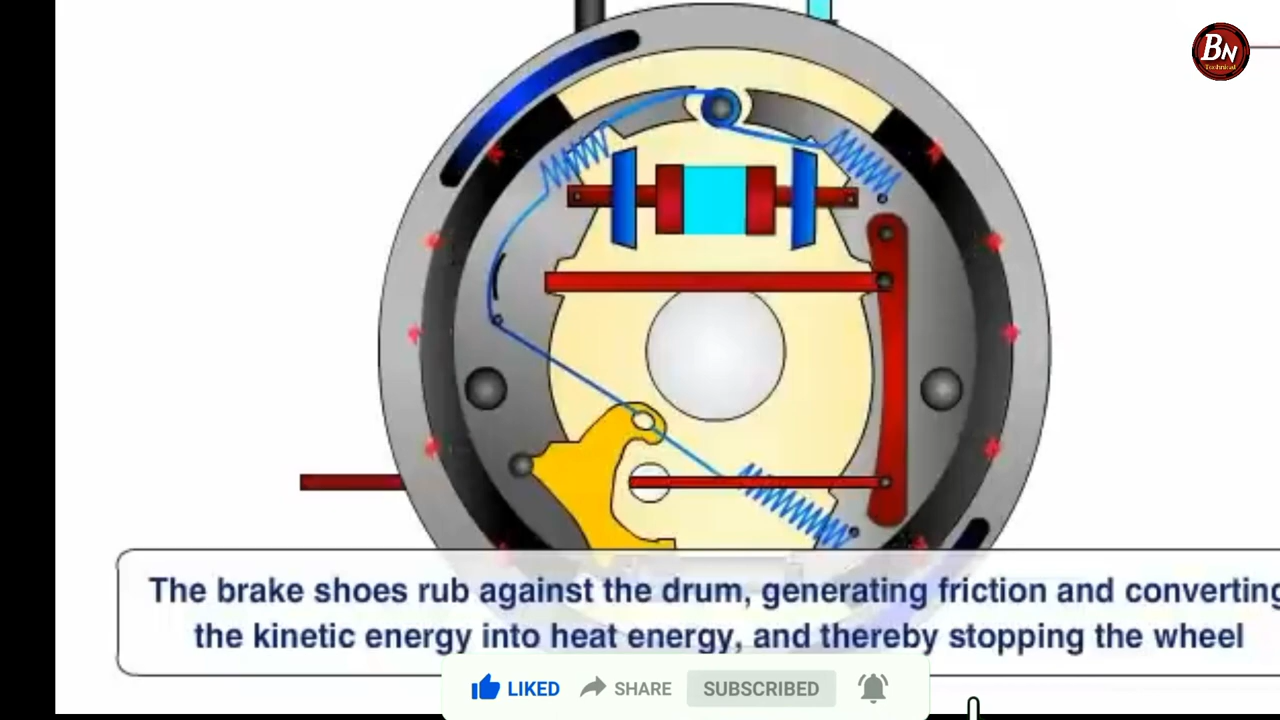 BN
Technical
The brake shoes rub against the drum, generating friction and converting
the kinetic energy into heat energy, and thereby stopping the wheel
LIKED SHARE SUBSCRIBED